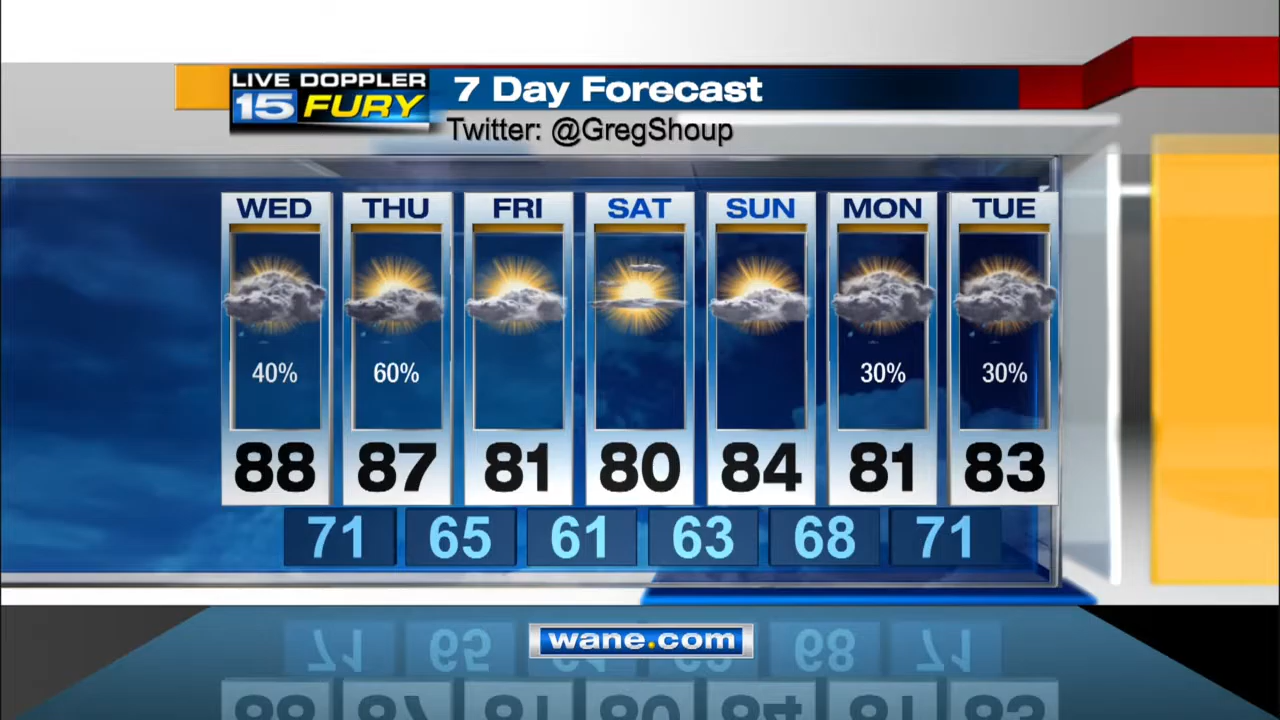 LIVE DOPPLER
15 FURY
7 Day Forecast
Twitter: @GregShoup
WED THU FRI SAT SUN MON TUE
40% 60% 30% 30%
88 87 81 80 84 81 83
71 65 61 63 68 71
wane.com